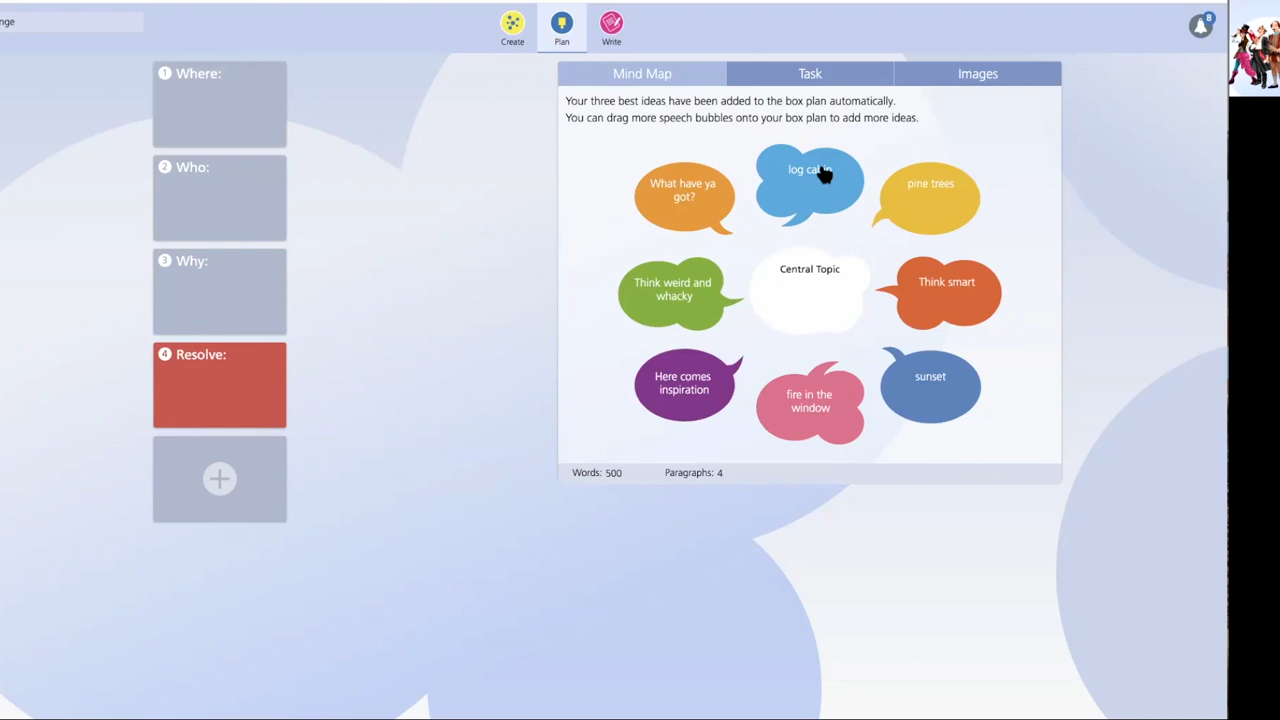 nge
Create
Plan
Write
8
1 Where:
2 Who:
3 Why:
4 Resolve:
Mind Map
Task
Images
Your three best ideas have been added to the box plan automatically.
You can drag more speech bubbles onto your box plan to add more ideas.
What have ya
got?
log
pine trees
Think weird and
whacky
Central Topic
Think smart
Here comes
inspiration
fire in the
window
sunset
Words: 500
Paragraphs: 4